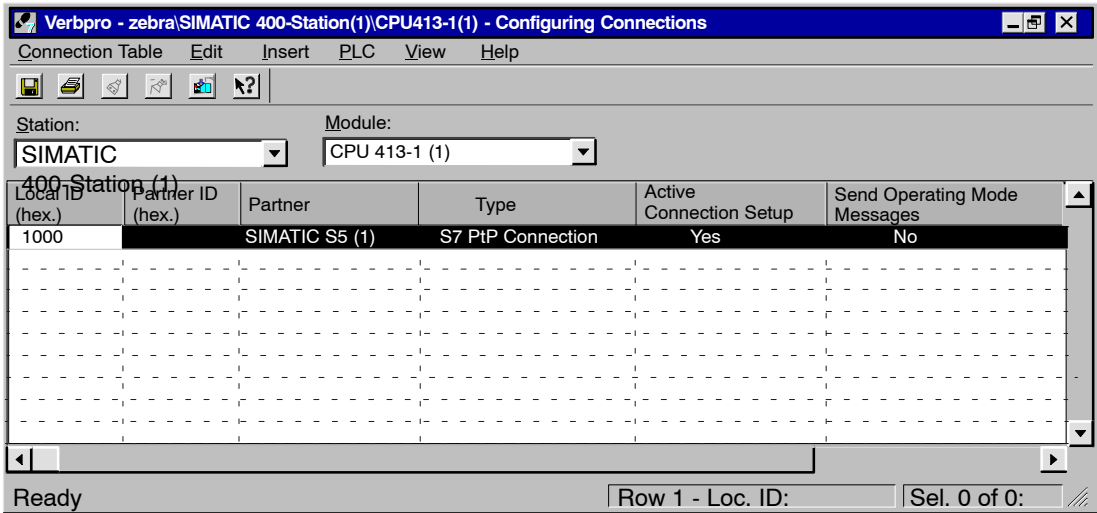 Verbpro - zebra\SIMATIC 400-Station(1)\CPU413-1(1) - Configuring Connections
Connection Table Edit Insert PLC View Help
Station:
Module:
SIMATIC
400-Station (1)
CPU 413-1 (1)
Local ID (hex.)
Partner ID (hex.)
Partner
Type
Active Connection Setup
Send Operating Mode Messages
1000 SIMATIC S5 (1) S7 PtP Connection Yes No
Ready
Row 1 - Loc. ID:
Sel. 0 of 0: